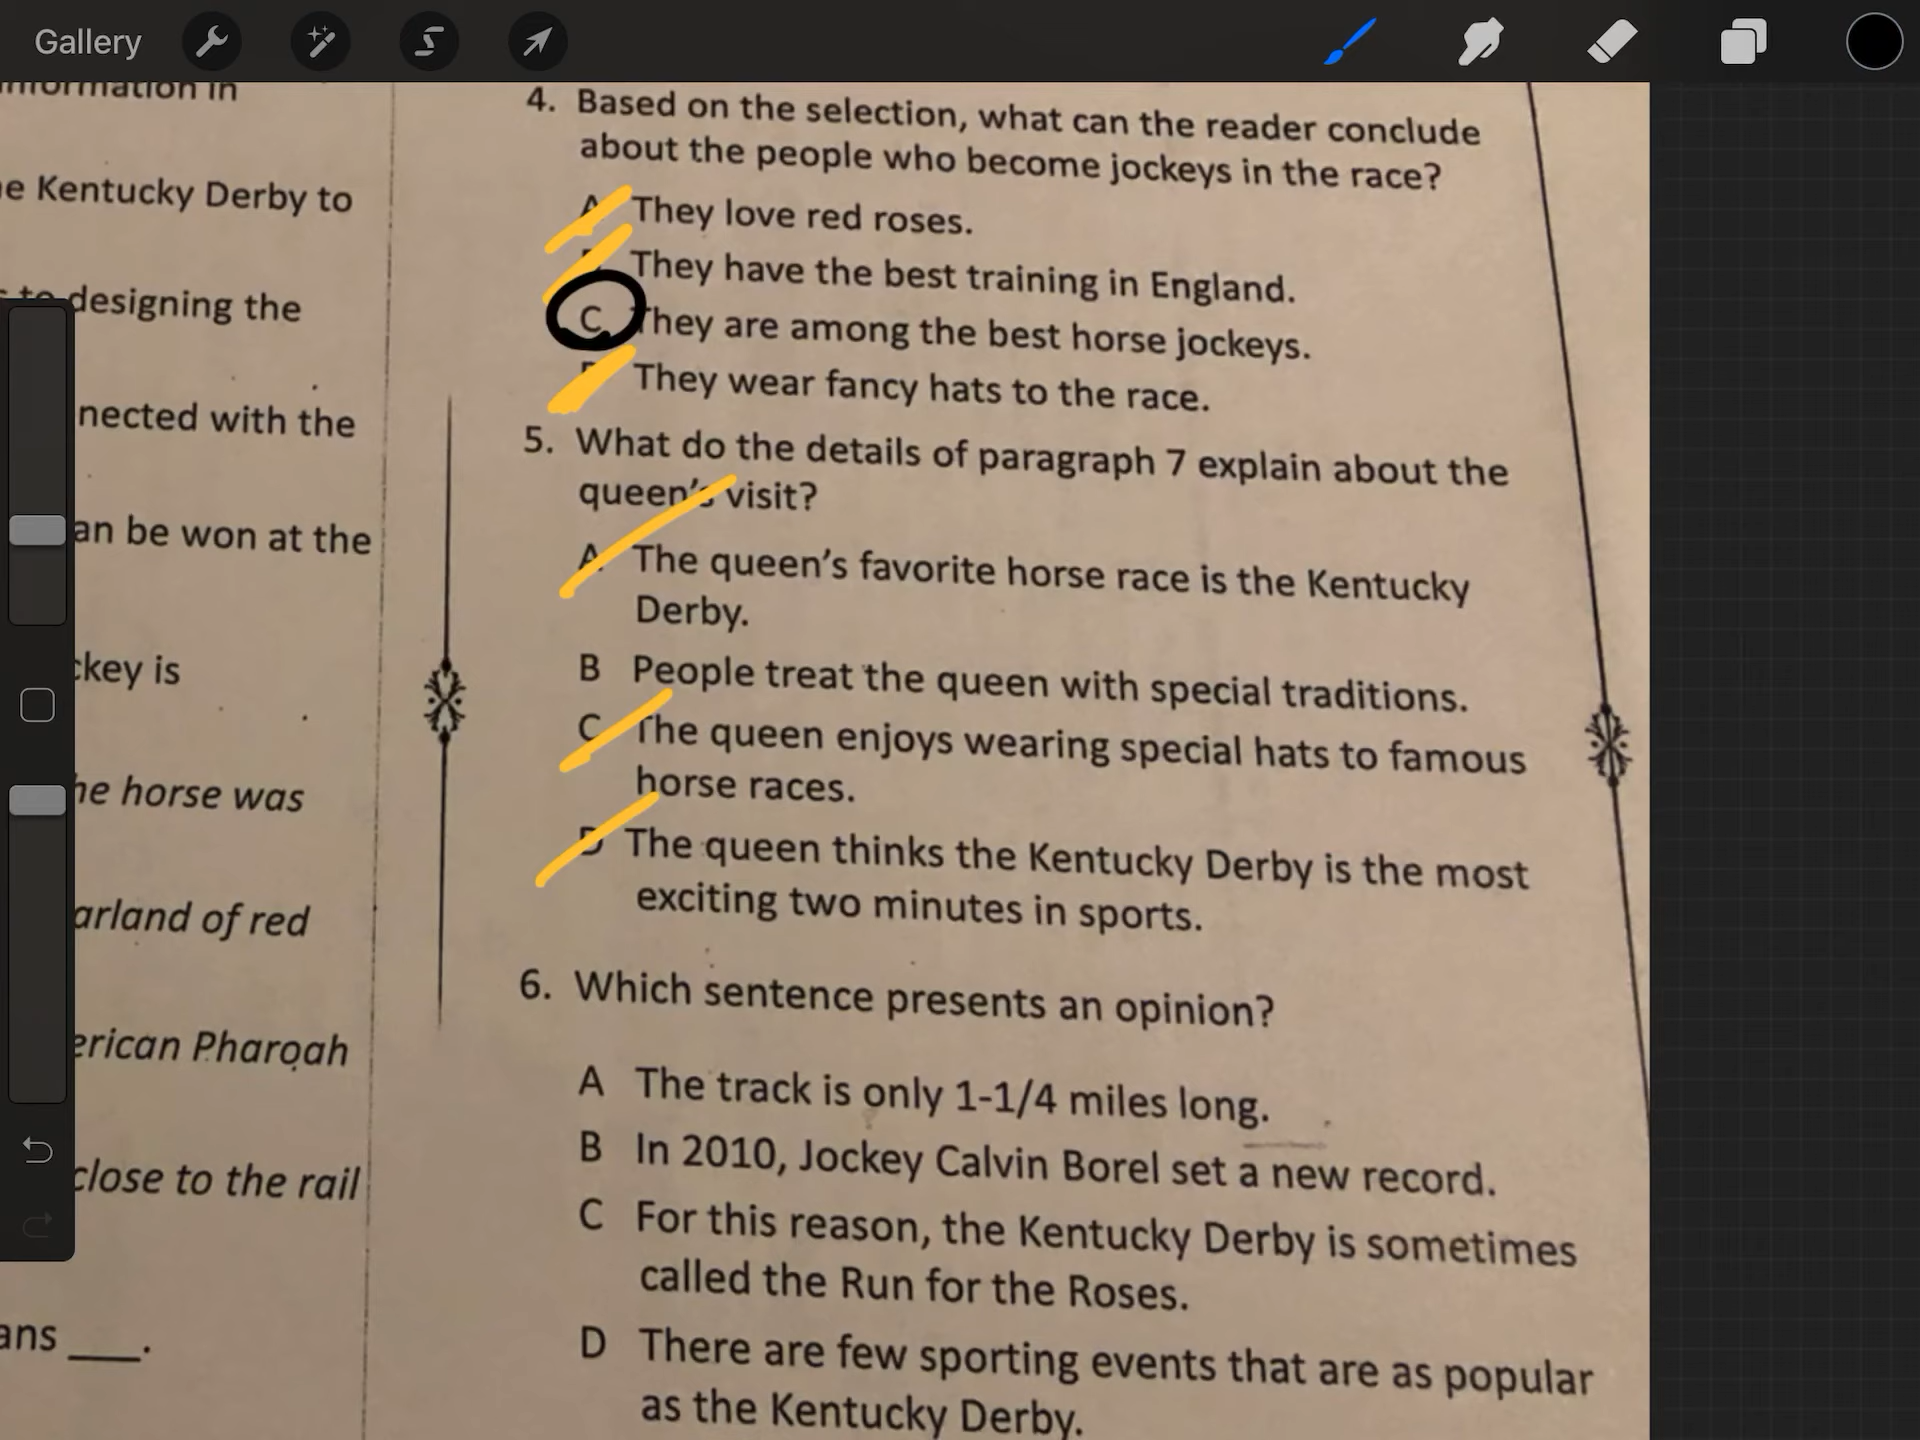 Gallery
information in
e Kentucky Derby to
to designing the
nected with the
an be won at the
ckey is
he horse was
arland of red
erican Pharoah
close to the rail
ans ___.
4. Based on the selection, what can the reader conclude
about the people who become jockeys in the race?
A They love red roses.
They have the best training in England.
C They are among the best horse jockeys.
They wear fancy hats to the race.
5. What do the details of paragraph 7 explain about the
queen's visit?
A The queen's favorite horse race is the Kentucky
Derby.
B People treat the queen with special traditions.
C The queen enjoys wearing special hats to famous
horse races.
D The queen thinks the Kentucky Derby is the most
exciting two minutes in sports.
6. Which sentence presents an opinion?
A The track is only 1-1/4 miles long.
B In 2010, Jockey Calvin Borel set a new record.
C For this reason, the Kentucky Derby is sometimes
called the Run for the Roses.
D There are few sporting events that are as popular
as the Kentucky Derby.